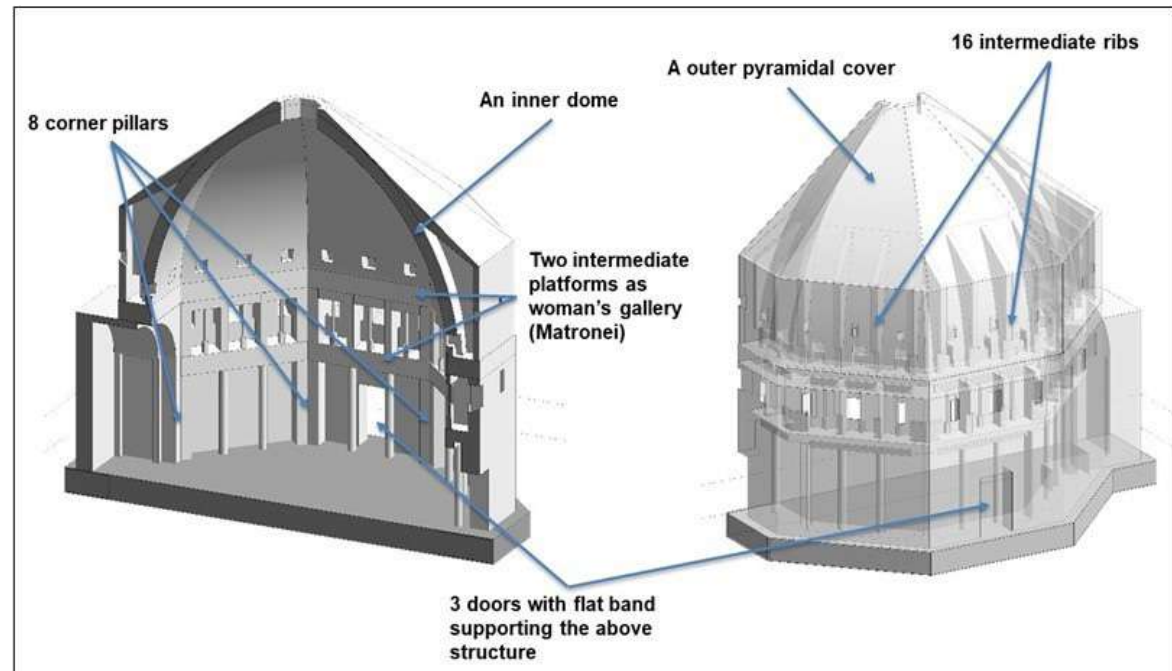 8 corner pillars
An inner dome
A outer pyramidal cover
16 intermediate ribs
Two intermediate
platforms as
woman's gallery
(Matronei)
3 doors with flat band
supporting the above
structure